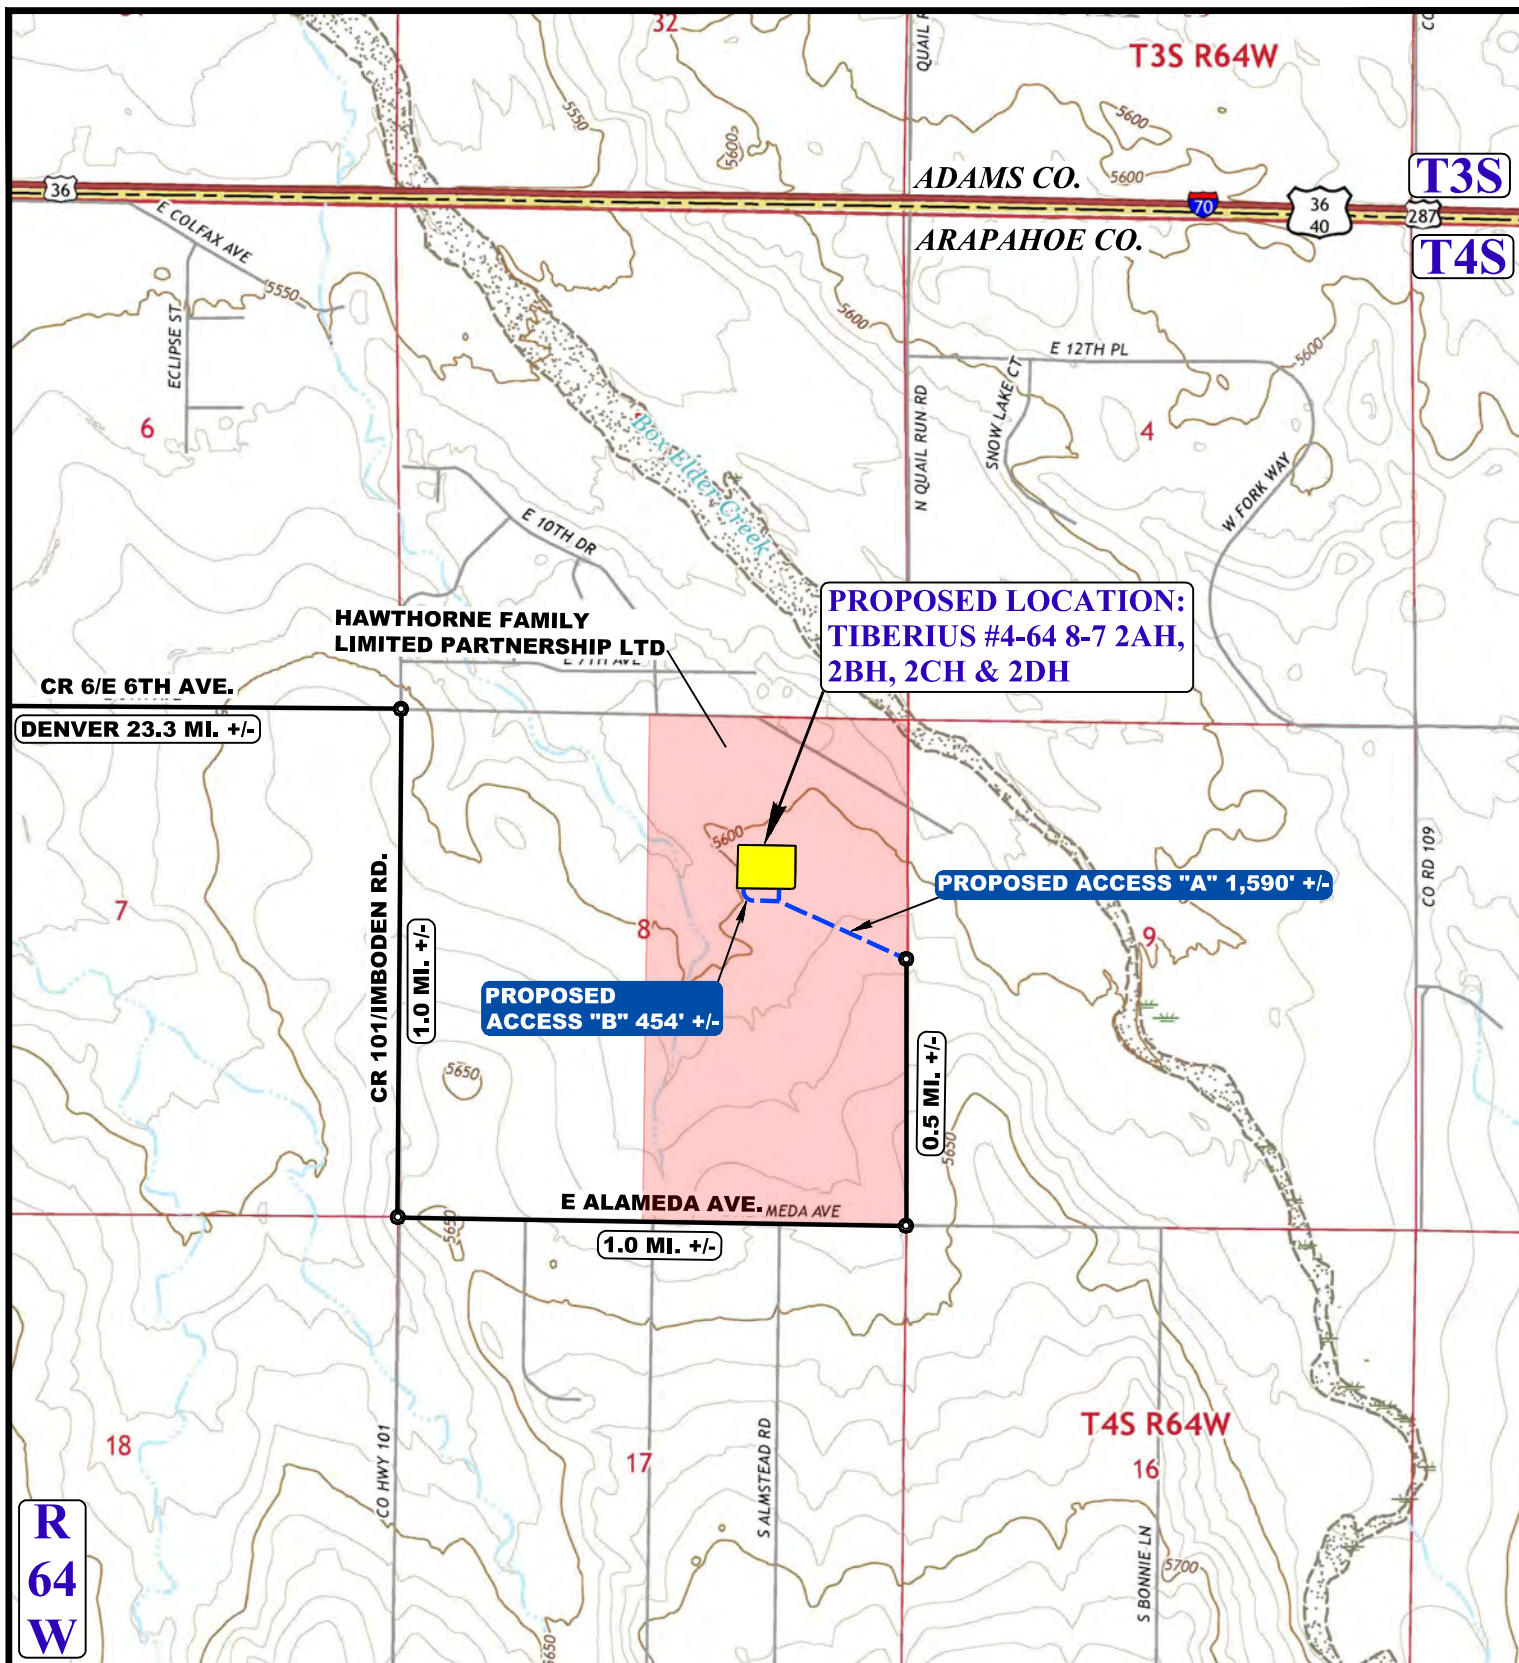 32
QUAIL R
CO
T3S R64W
5550
5600
5600
ADAMS CO.
5600
T3S
36
70
36
40
287
ARAPAHOE CO.
T4S
E COLFAX AVE
5550
ECLIPSE ST
5600
E 12TH PL
5600
SNOW LAKE CT
N QUAIL RUN RD
6
Box Elder Creek
4
W FORK WAY
E 10TH DR
HAWTHORNE FAMILY
LIMITED PARTNERSHIP LTD
E 7TH AVE
PROPOSED LOCATION:
TIBERIUS #4-64 8-7 2AH,
2BH, 2CH & 2DH
CR 6/E 6TH AVE.
DENVER 23.3 MI. +/-
5600
CR 101/IMBODEN RD.
1.0 MI. +/-
PROPOSED ACCESS "A" 1,590' +/-
CO RD 109
7
8
9
PROPOSED
ACCESS "B" 454' +/-
5650
0.5 MI. +/-
5650
E ALAMEDA AVE.
MEDA AVE
5650
1.0 MI. +/-
CO HWY 101
S ALMSTEAD RD
T4S R64W
18
17
16
R
64
W
S BONNIE LN
5700
5650